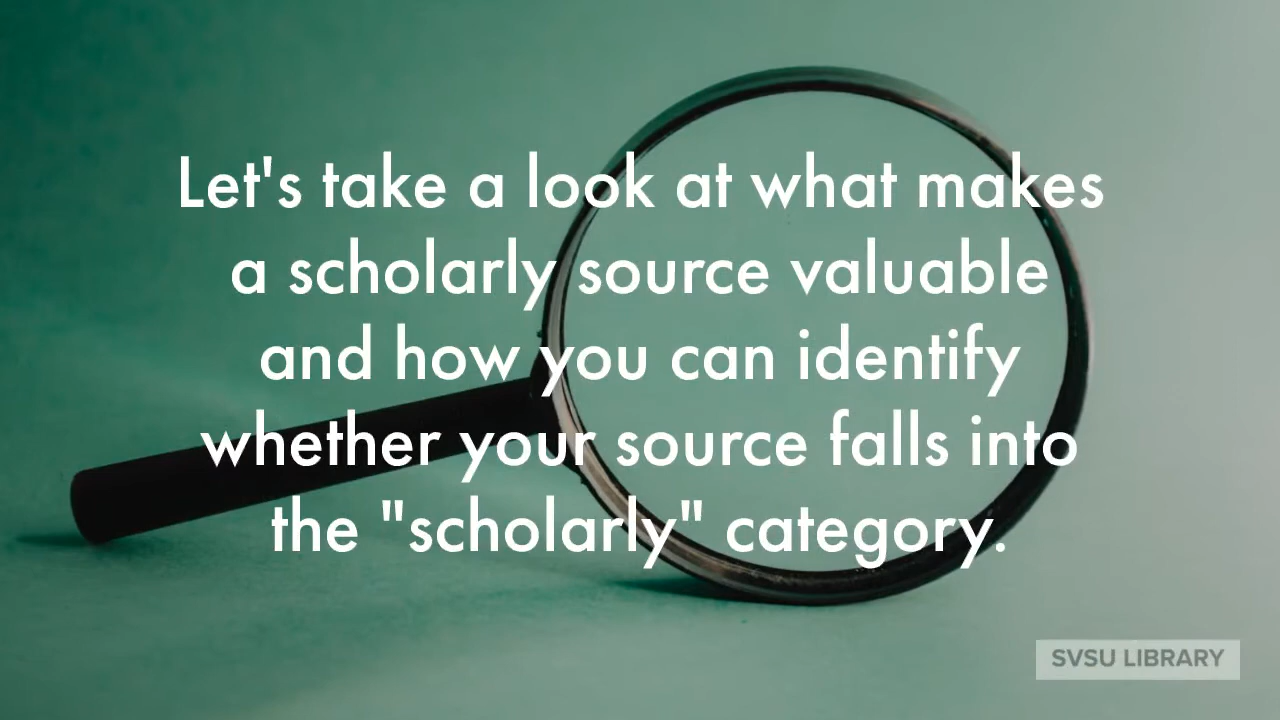 Let's take a look at what makes
a scholarly source valuable
and how you can identify
whether your source falls into
the "scholarly" category.
SVSU LIBRARY